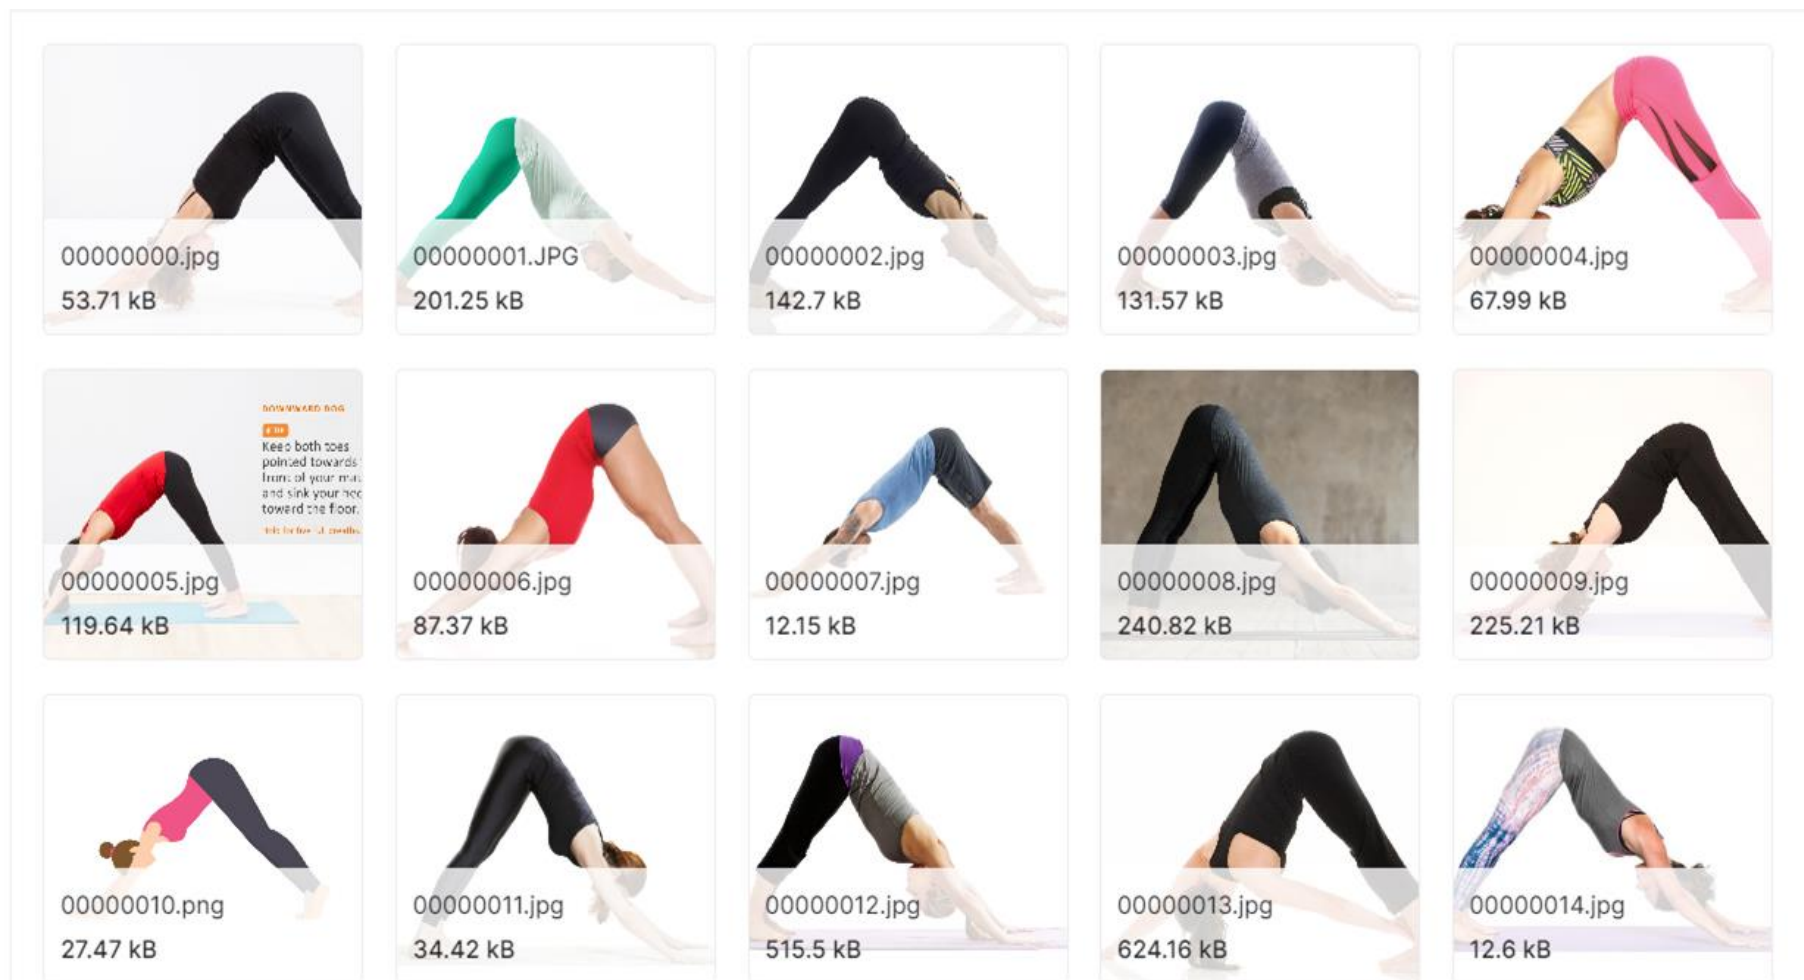 00000000.jpg
53.71 kB
00000001.JPG
201.25 kB
00000002.jpg
142.7 kB
00000003.jpg
131.57 kB
00000004.jpg
67.99 kB
DOWNWARD DOG
Keep both toes
pointed towards
front of your mat
and sink your
toward the floor.
00000005.jpg
119.64 kB
00000006.jpg
87.37 kB
00000007.jpg
12.15 kB
00000008.jpg
240.82 kB
00000009.jpg
225.21 kB
00000010.png
27.47 kB
00000011.jpg
34.42 kB
00000012.jpg
515.5 kB
00000013.jpg
624.16 kB
00000014.jpg
12.6 kB